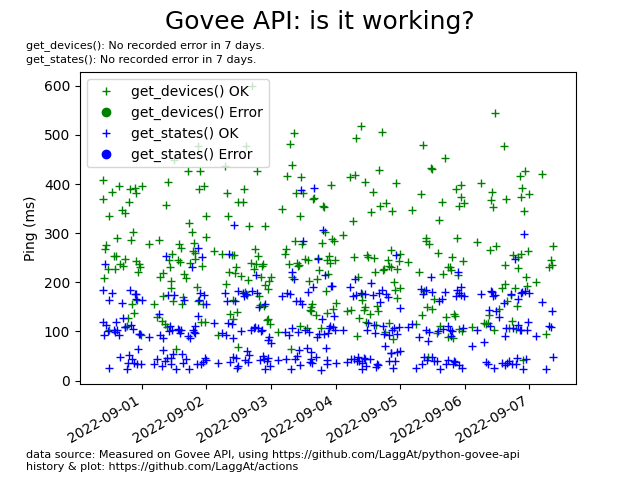 Govee API: is it working?
get_devices(): No recorded error in 7 days.
get_states(): No recorded error in 7 days.
600
500
400
300
200
100
0
Ping (ms)
get_devices() OK
get_devices() Error
get_states() OK
get_states() Error
2022-09-01
2022-09-02
2022-09-03
2022-09-04
2022-09-05
2022-09-06
2022-09-07
data source: Measured on Govee API, using https://github.com/LaggAt/python-govee-api
history & plot: https://github.com/LaggAt/actions